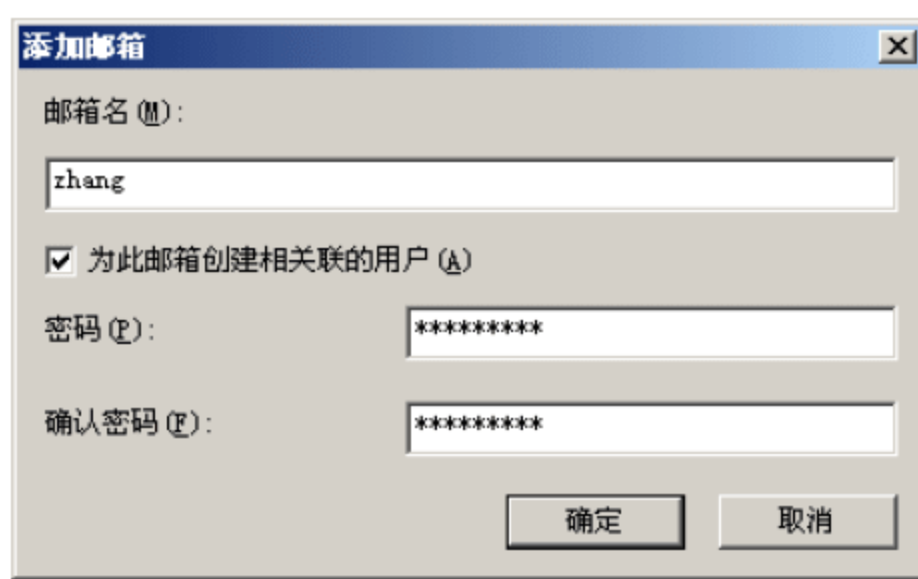 添加邮箱
邮箱名(M):
zhang
为此邮箱创建相关联的用户(A)
密码(P): *********
确认密码(F): *********
确定 取消